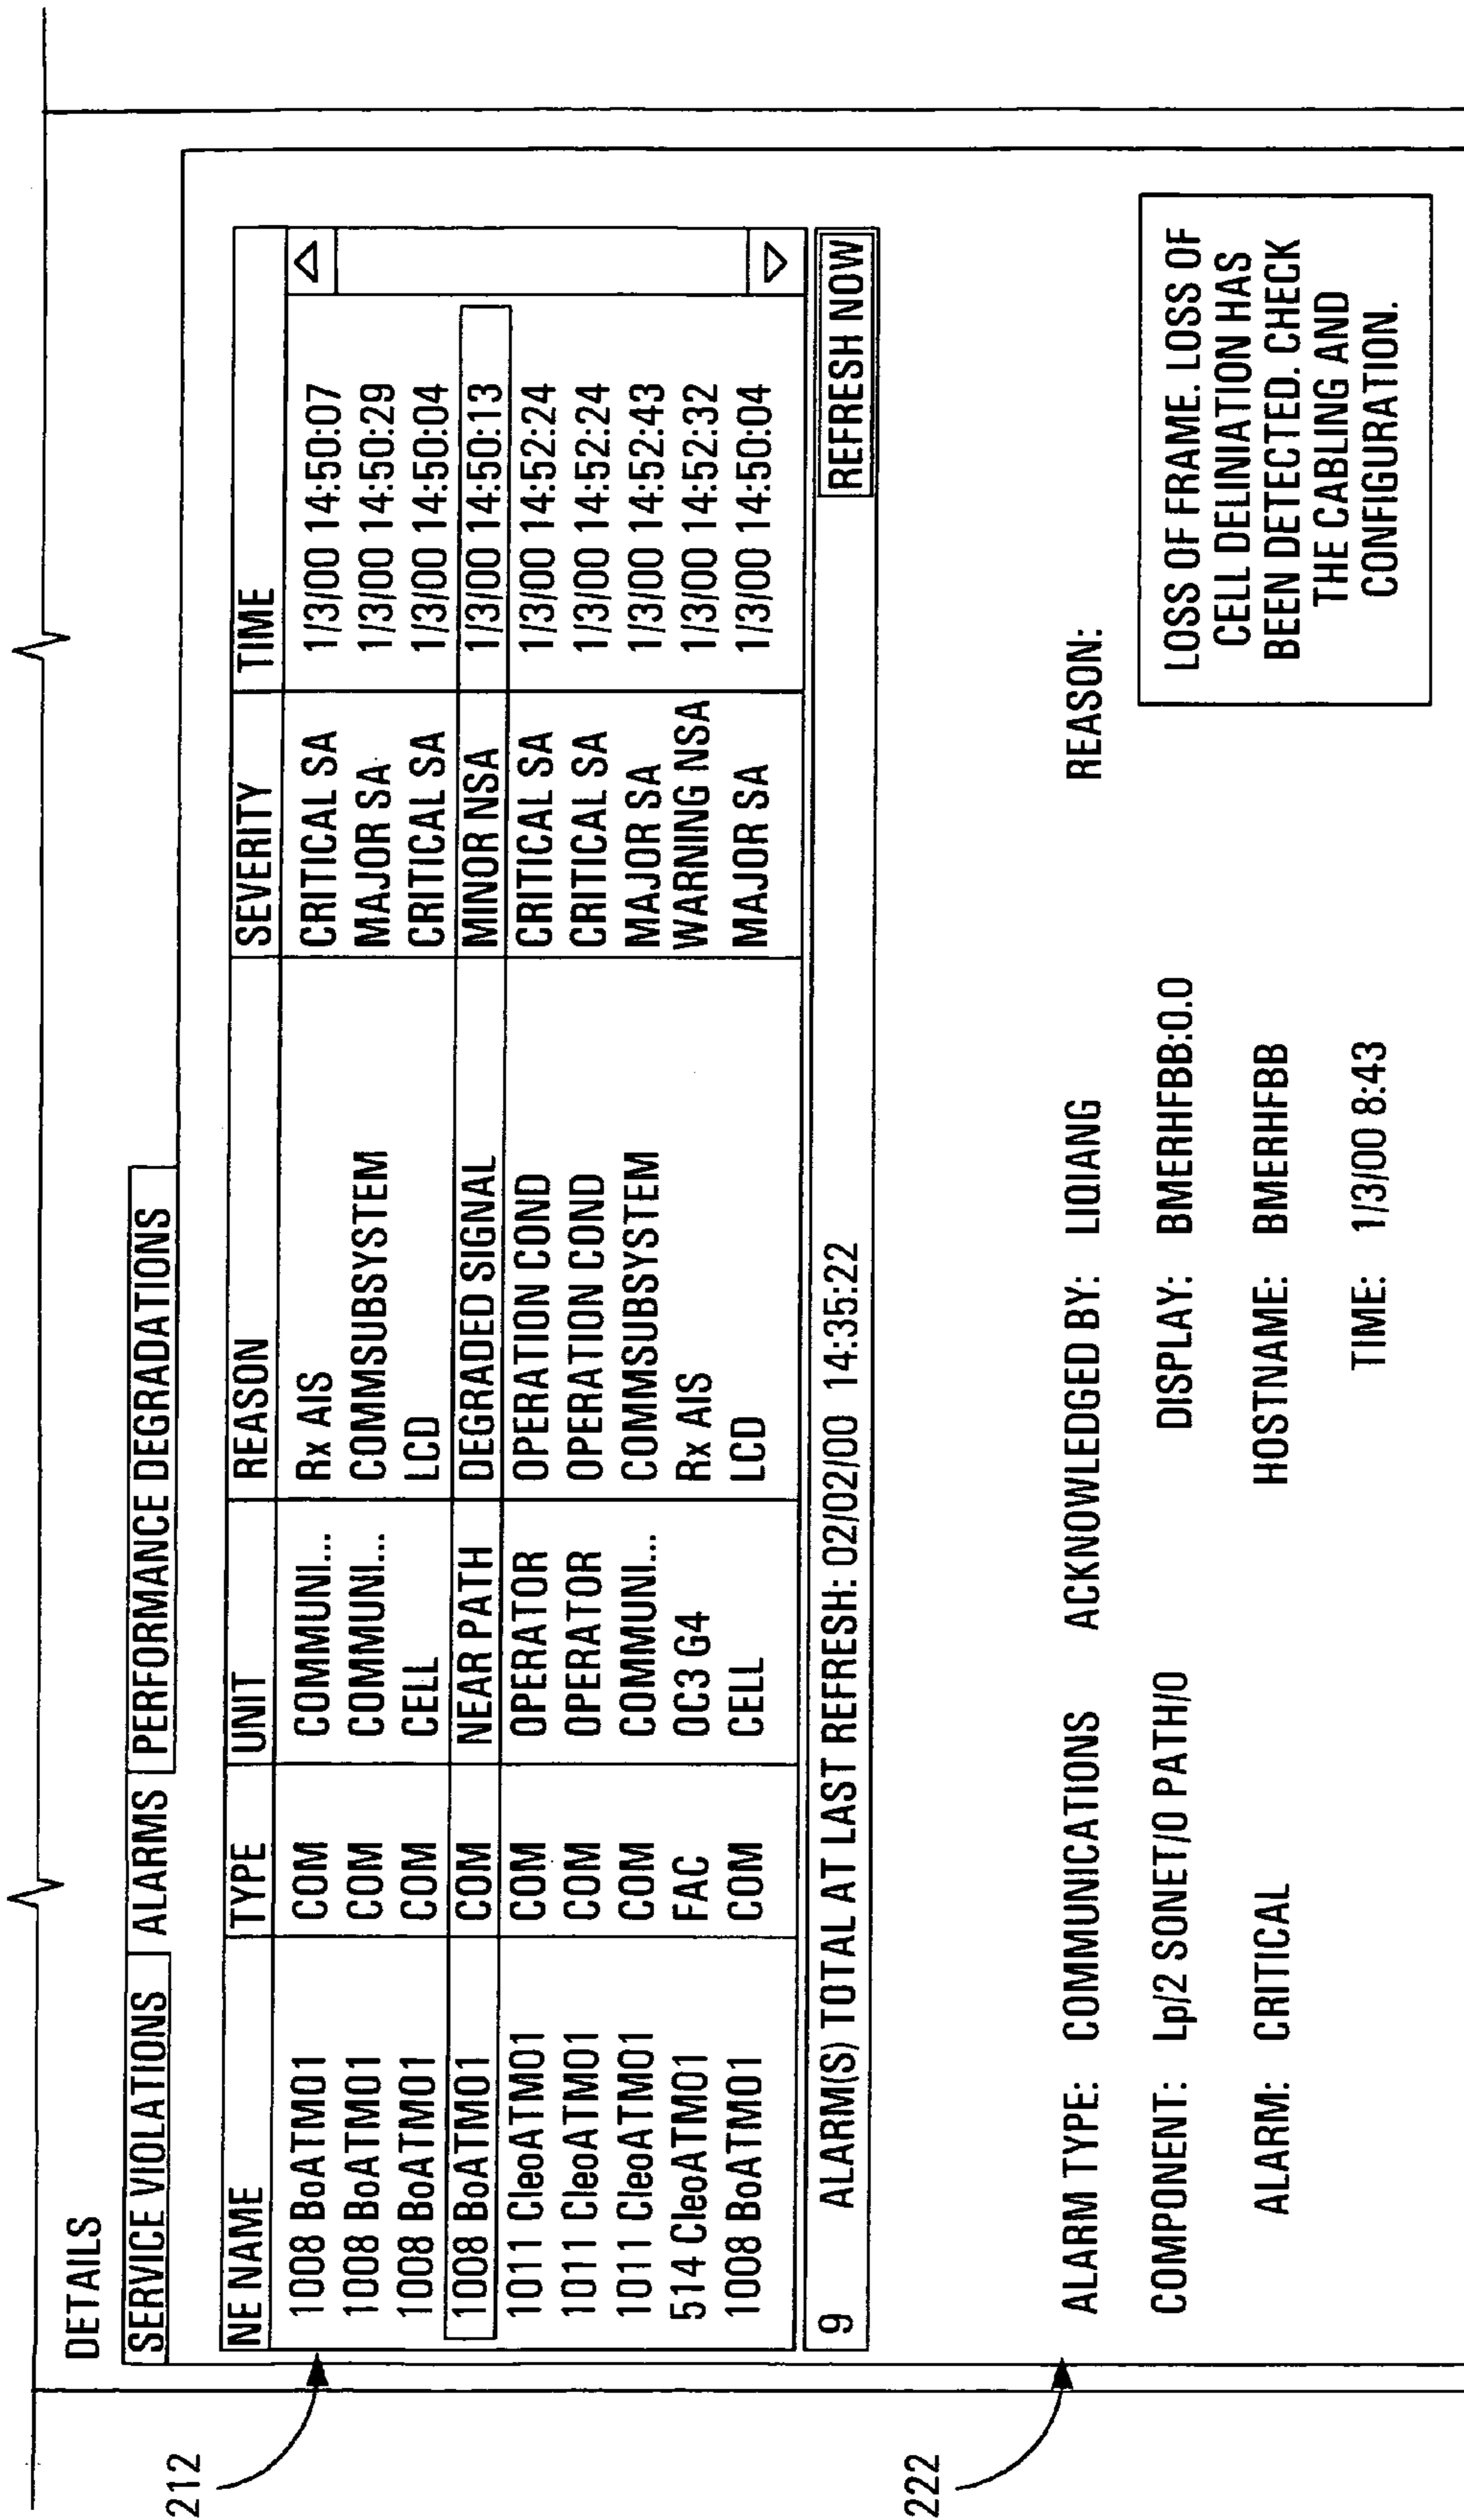 DETAILS
SERVICE VIOLATIONS ALARMS PERFORMANCE DEGRADATIONS
NE NAME TYPE UNIT REASON SEVERITY TIME
1008 BoATM01 COM COMMUNI... Rx AIS CRITICAL SA 1/3/00 14:50:07
1008 BoATM01 COM COMMUNI... COMMSUBSYSTEM MAJOR SA 1/3/00 14:50:29
1008 BoATM01 COM CELL LCD CRITICAL SA 1/3/00 14:50:04
1008 BoATM01 COM NEAR PATH DEGRADED SIGNAL MINOR NSA 1/3/00 14:50:13
1011 CleoATM01 COM OPERATOR OPERATION COND CRITICAL SA 1/3/00 14:52:24
1011 CleoATM01 COM OPERATOR OPERATION COND CRITICAL SA 1/3/00 14:52:24
1011 CleoATM01 COM COMMUNI... COMMSUBSYSTEM MAJOR SA 1/3/00 14:52:43
514 CleoATM01 FAC OC3 G4 Rx AIS WARNING NSA 1/3/00 14:52:32
1008 BoATM01 COM CELL LCD MAJOR SA 1/3/00 14:50:04
9 ALARM(S) TOTAL AT LAST REFRESH: 02/02/00 14:35:22 REFRESH NOW
212
ALARM TYPE: COMMUNICATIONS ACKNOWLEDGED BY: LIQIANG REASON:
COMPONENT: Lp/2 SONET/0 PATH/0 DISPLAY: BMERHFBB:0.0
ALARM: CRITICAL HOSTNAME: BMERHFBB
TIME: 1/3/00 8:43
LOSS OF FRAME. LOSS OF
CELL DELINIATION HAS
BEEN DETECTED. CHECK
THE CABLING AND
CONFIGURATION.
222